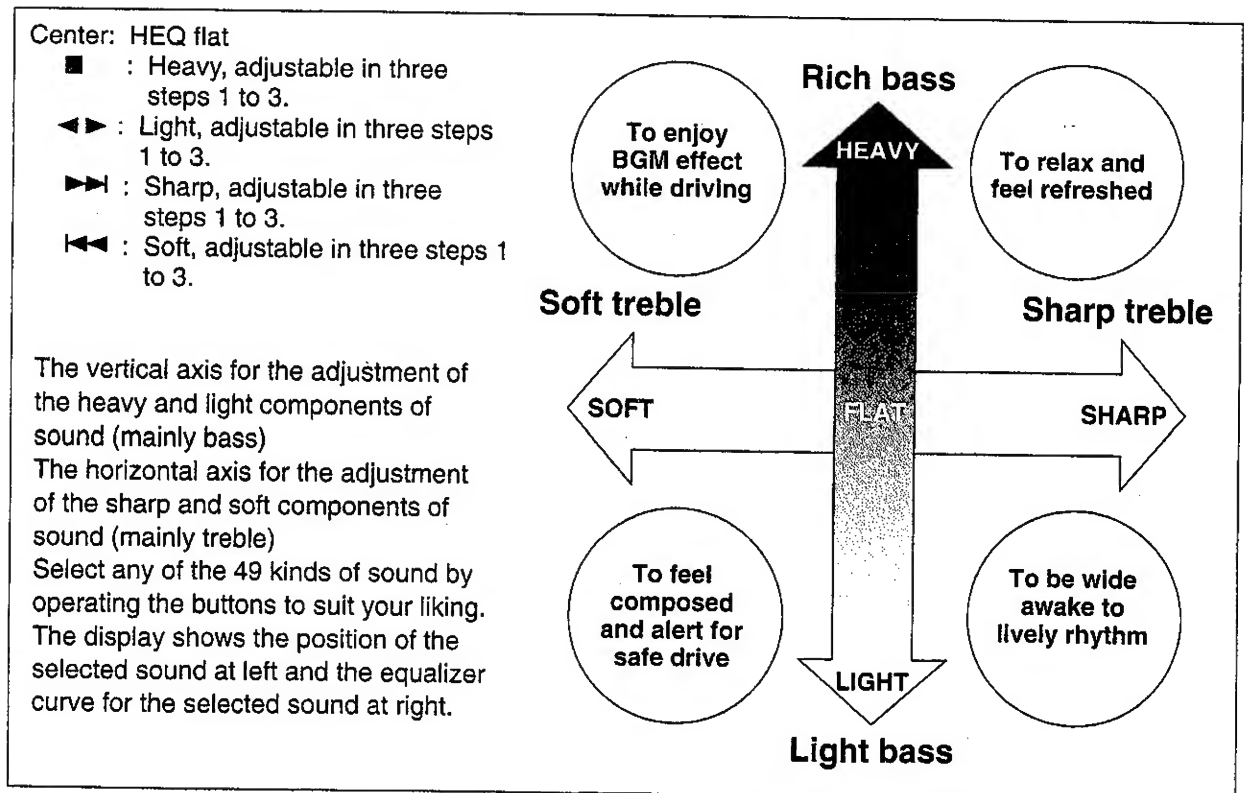 Center: HEQ flat
■ : Heavy, adjustable in three
steps 1 to 3.
◄► : Light, adjustable in three steps
1 to 3.
►►I : Sharp, adjustable in three
steps 1 to 3.
I◄◄ : Soft, adjustable in three steps 1
to 3.
The vertical axis for the adjustment of
the heavy and light components of
sound (mainly bass)
The horizontal axis for the adjustment
of the sharp and soft components of
sound (mainly treble)
Select any of the 49 kinds of sound by
operating the buttons to suit your liking.
The display shows the position of the
selected sound at left and the equalizer
curve for the selected sound at right.
Rich bass
To enjoy
BGM effect
while driving
HEAVY
To relax and
feel refreshed
Soft treble
Sharp treble
SOFT
FLAT
SHARP
To feel
composed
and alert for
safe drive
To be wide
awake to
lively rhythm
LIGHT
Light bass